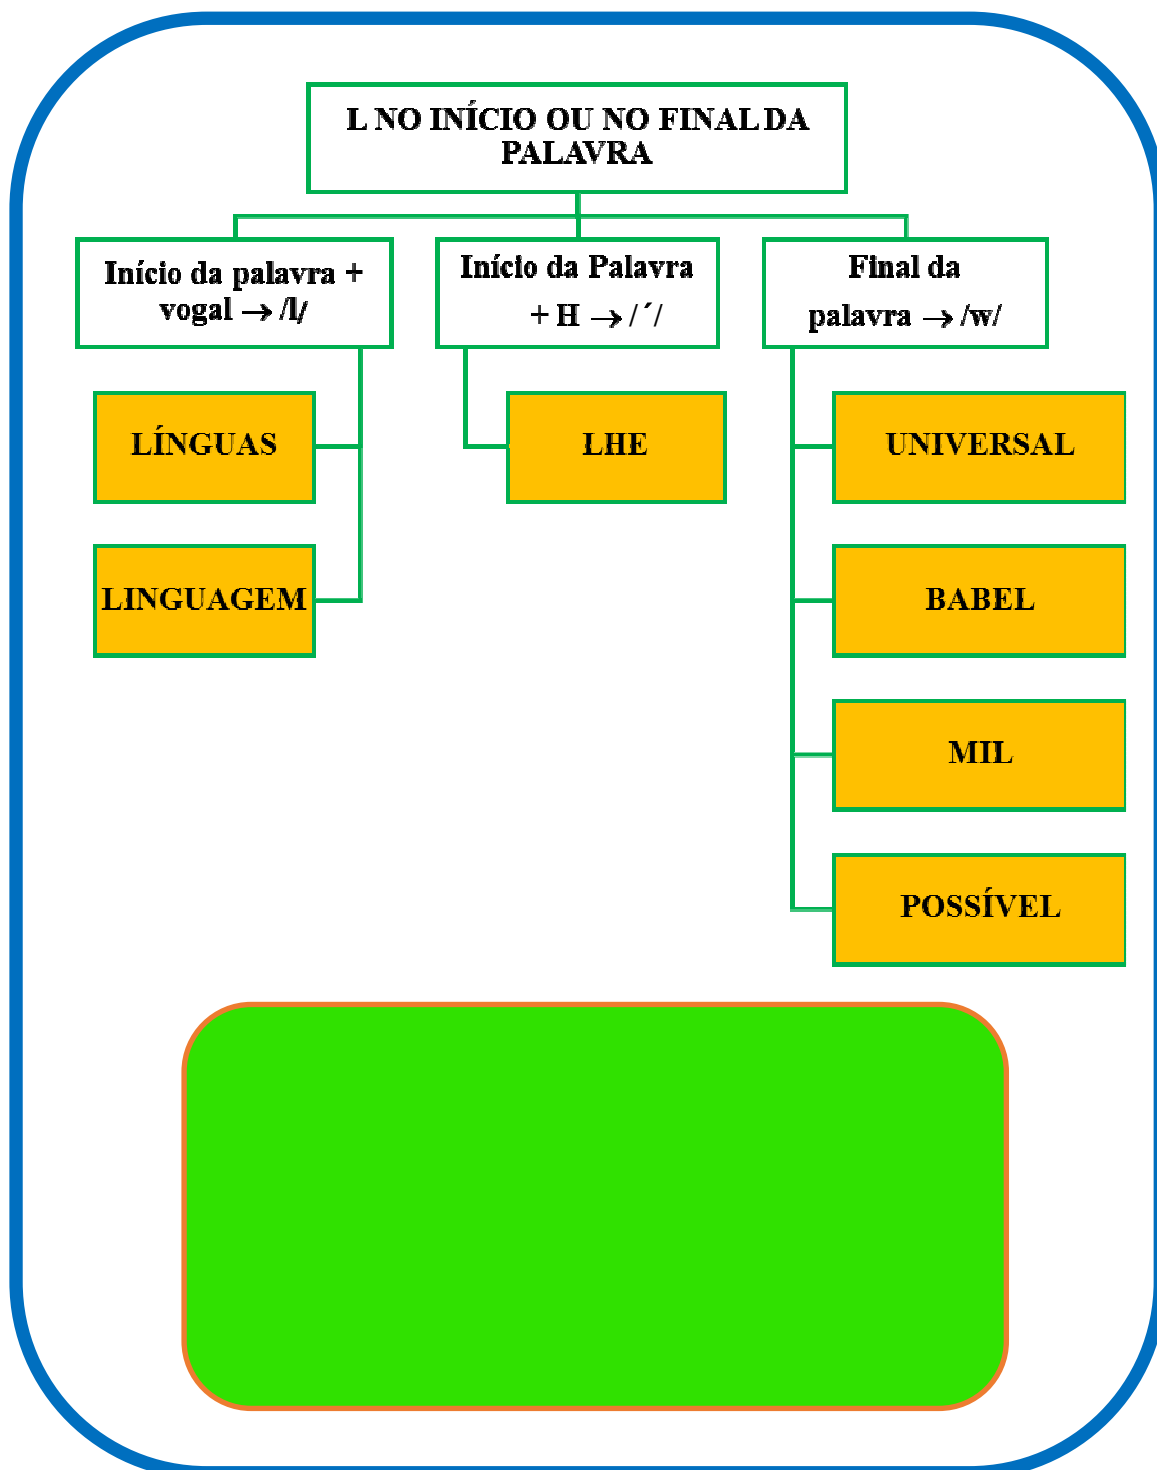 L NO INÍCIO OU NO FINAL DA
PALAVRA
Início da palavra +
vogal → /l/
Início da Palavra
+ H → /´/
Final da
palavra → /w/
LÍNGUAS
LINGUAGEM
LHE
UNIVERSAL
BABEL
MIL
POSSÍVEL